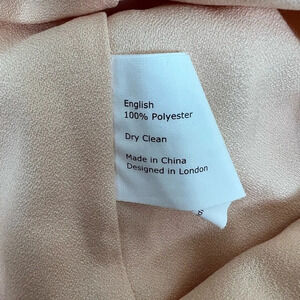 English
100% Polyester
Dry Clean
Made in China
Designed in London